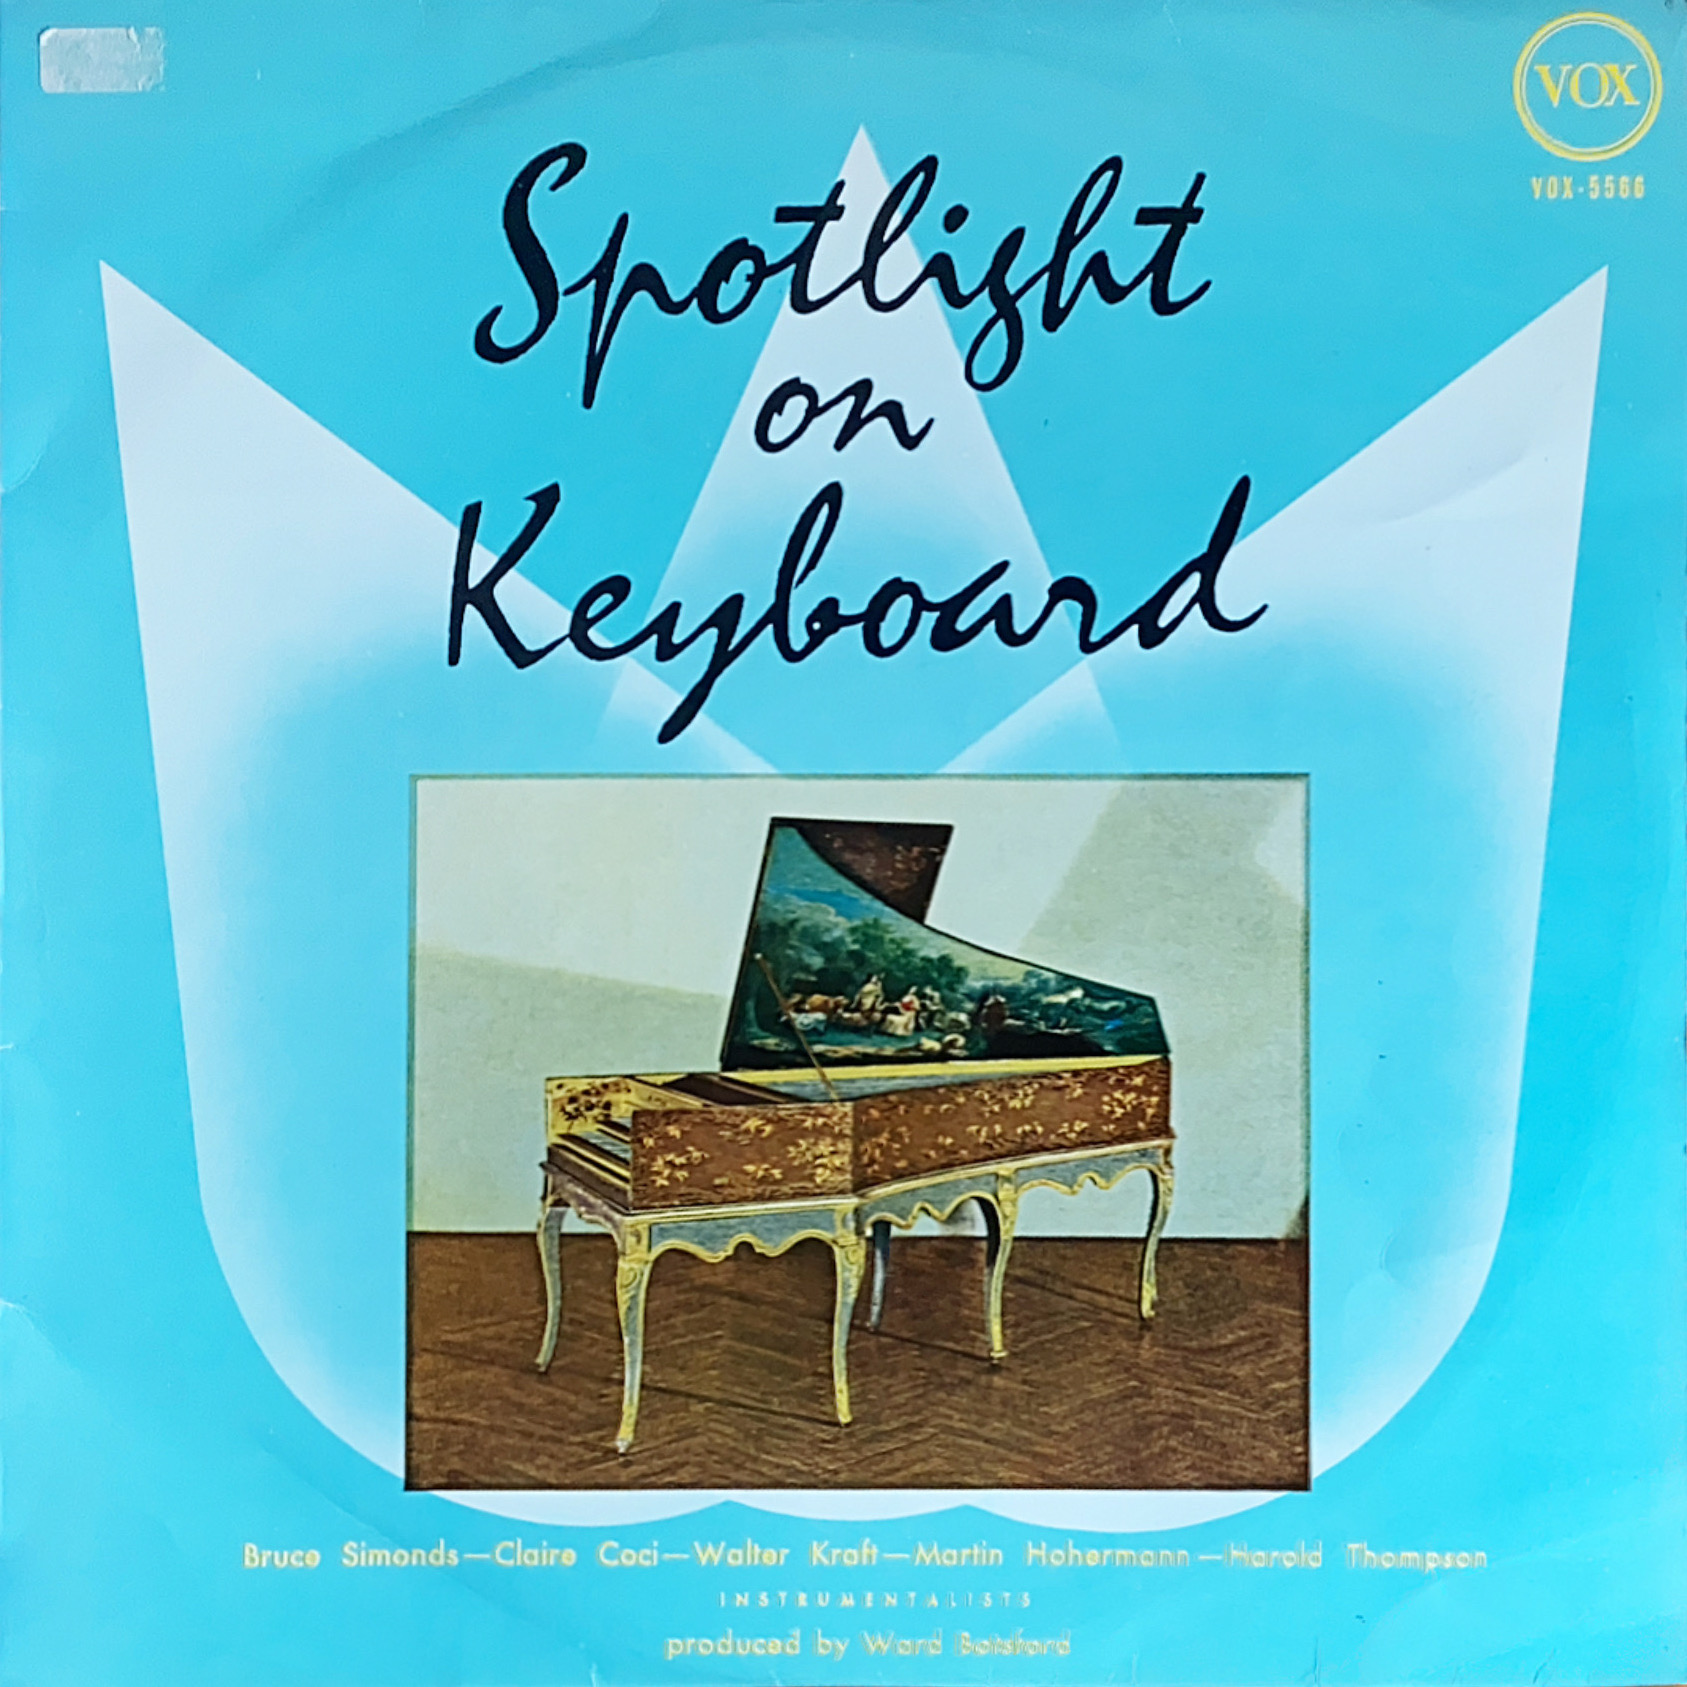 VOX
VOX-5566
Spotlight
on
Keyboard
Bruce Simonds—Claire Coci—Walter Kraft—Martin Hohermann—Harold Thompson
INSTRUMENTALISTS
produced by Ward Botsford